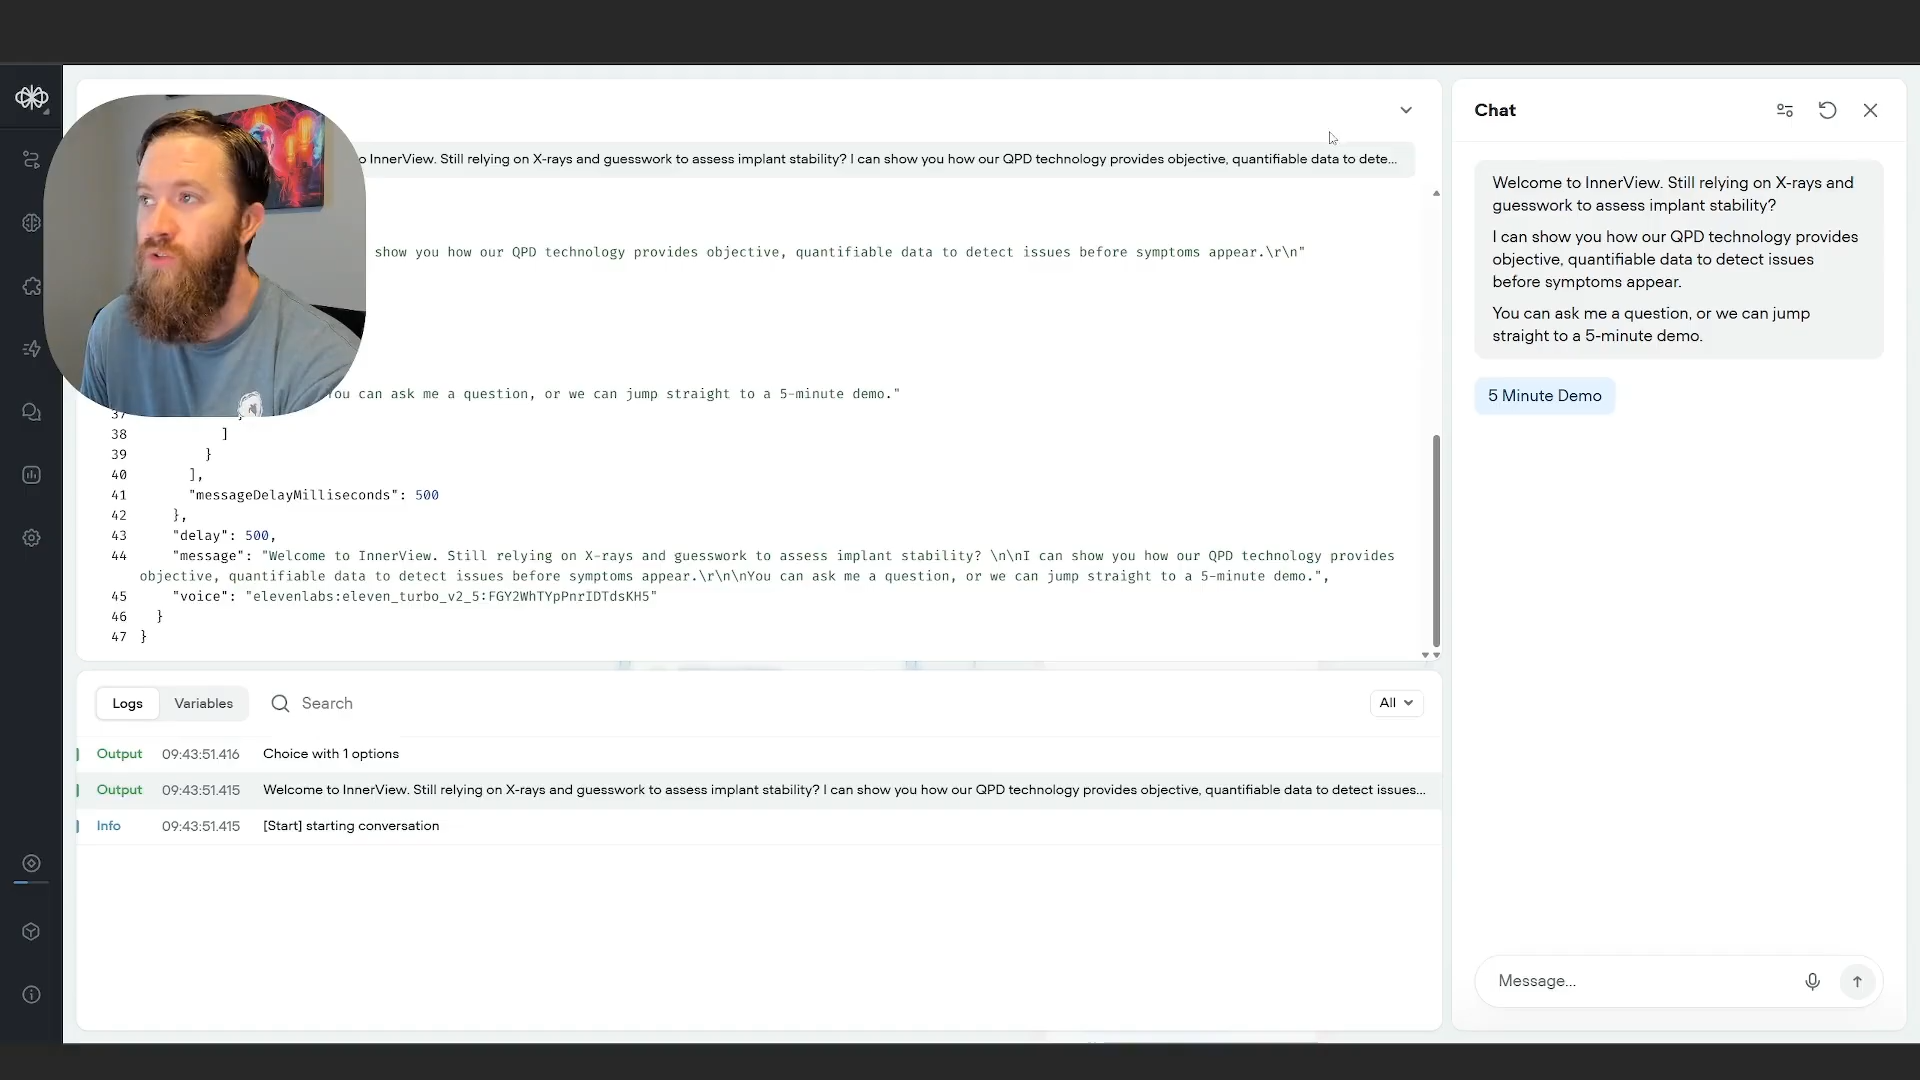 o InnerView. Still relying on X-rays and guesswork to assess implant stability? I can show you how our QPD technology provides objective, quantifiable data to dete...
show you how our QPD technology provides objective, quantifiable data to detect issues before symptoms appear.\r\n"
You can ask me a question, or we can jump straight to a 5-minute demo."
37
38 ]
39 }
40 ],
41 "messageDelayMilliseconds": 500
42 },
43 "delay": 500,
44 "message": "Welcome to InnerView. Still relying on X-rays and guesswork to assess implant stability? \n\nI can show you how our QPD technology provides
objective, quantifiable data to detect issues before symptoms appear.\r\n\nYou can ask me a question, or we can jump straight to a 5-minute demo.",
45 "voice": "elevenlabs:eleven_turbo_v2_5:FGY2WhTYpPnrIDTdsKH5"
46 }
47 }
Logs Variables Search All
Output 09:43:51.416 Choice with 1 options
Output 09:43:51.415 Welcome to InnerView. Still relying on X-rays and guesswork to assess implant stability? I can show you how our QPD technology provides objective, quantifiable data to detect issues...
Info 09:43:51.415 [Start] starting conversation
Chat
Welcome to InnerView. Still relying on X-rays and
guesswork to assess implant stability?
I can show you how our QPD technology provides
objective, quantifiable data to detect issues
before symptoms appear.
You can ask me a question, or we can jump
straight to a 5-minute demo.
5 Minute Demo
Message...